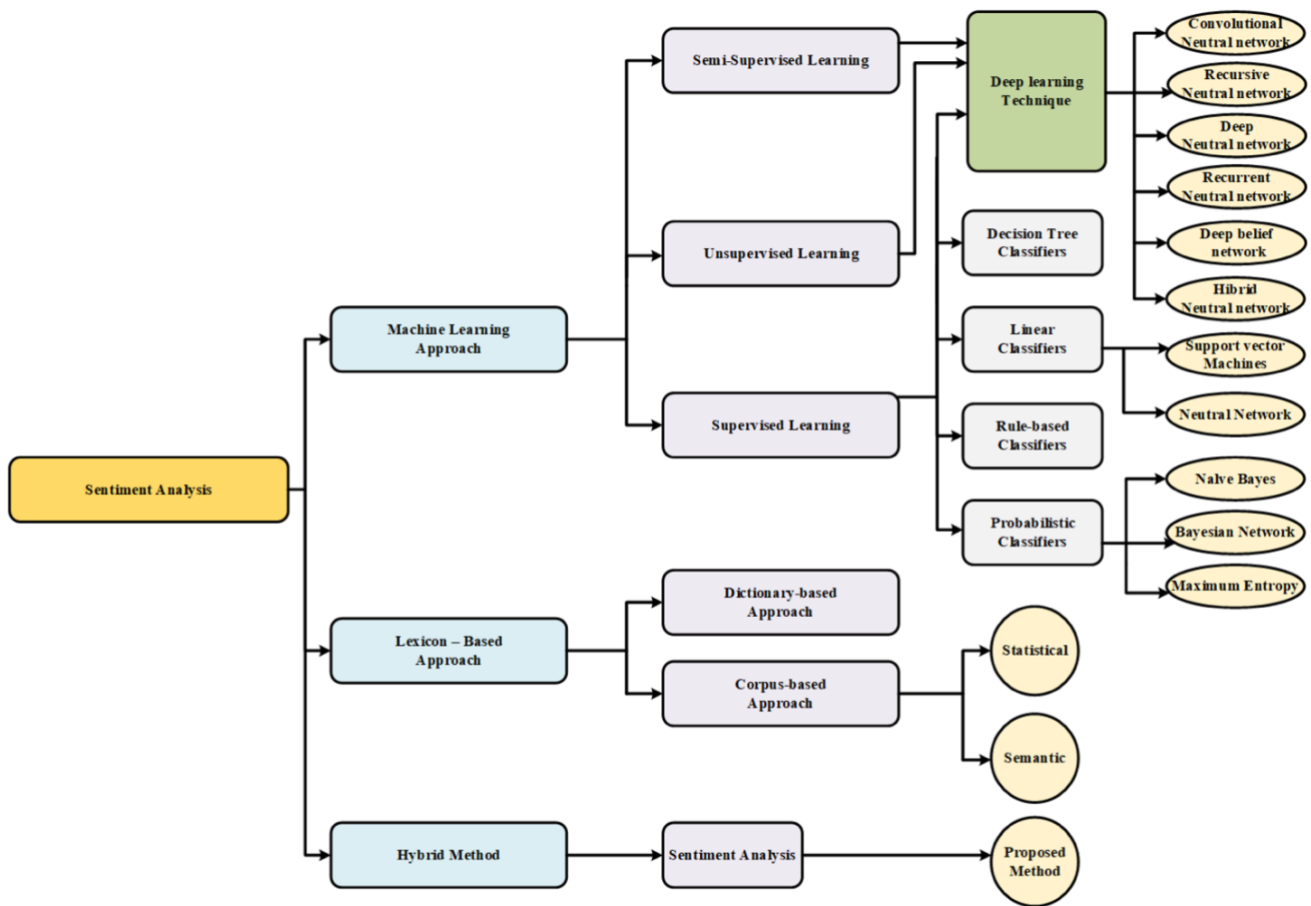 Sentiment Analysis
Machine Learning
Approach
Lexicon – Based
Approach
Hybrid Method
Semi-Supervised Learning
Unsupervised Learning
Supervised Learning
Dictionary-based
Approach
Corpus-based
Approach
Sentiment Analysis
Deep learning
Technique
Decision Tree
Classifiers
Linear
Classifiers
Rule-based
Classifiers
Probabilistic
Classifiers
Statistical
Semantic
Proposed
Method
Convolutional
Neutral network
Recursive
Neutral network
Deep
Neutral network
Recurrent
Neutral network
Deep belief
network
Hibrid
Neutral network
Support vector
Machines
Neutral Network
Nalve Bayes
Bayesian Network
Maximum Entropy